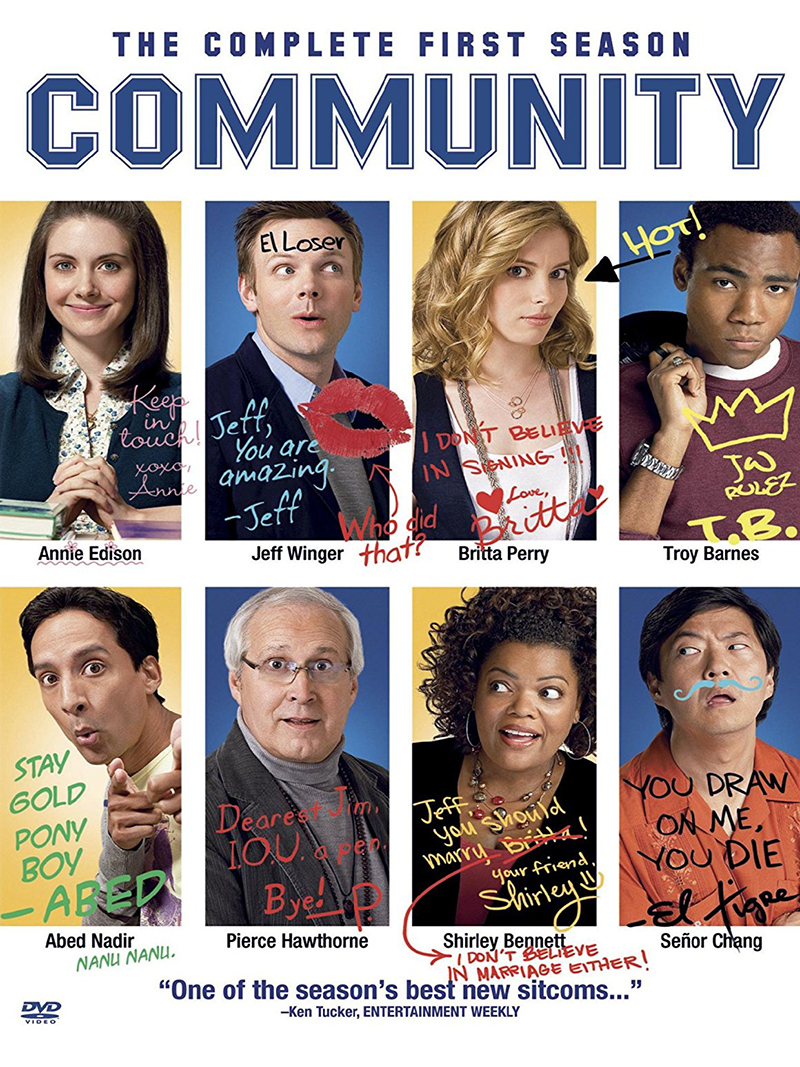 THE COMPLETE FIRST SEASON
COMMUNITY
Keep
in
touch!
xoxo,
Annie
Annie Edison
El Loser
Jeff,
You are
amazing.
-Jeff
Who did
that?
Jeff Winger
I DON'T BELIEVE
IN SIGNING!!!
Love,
Britta
Britta Perry
HOT!
JW
RULEZ
T.B.
Troy Barnes
STAY
GOLD
PONY
BOY
-ABED
Abed Nadir
NANU NANU.
Dearest Jim,
I.O.U. a pen.
Bye! -P
Pierce Hawthorne
Jeff,
you should
marry Britta!
your friend,
Shirley
Shirley Bennett
I DON'T BELIEVE
IN MARRIAGE EITHER!
YOU DRAW
ON ME,
YOU DIE
-El tigre
Señor Chang
“One of the season's best new sitcoms...”
–Ken Tucker, ENTERTAINMENT WEEKLY
DVD
VIDEO